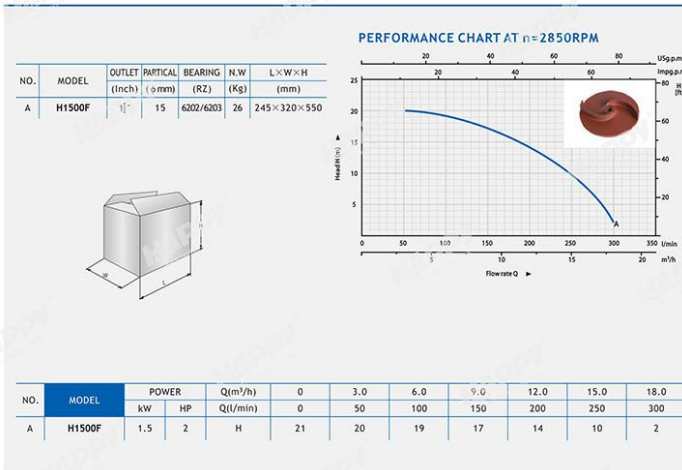 PERFORMANCE CHART AT n=2850RPM
NO. MODEL OUTLET PARTICAL BEARING N.W L×W×H
(Inch) (ϕmm) (RZ) (Kg) (mm)
A H1500F 15 6202/6203 26 245×320×550
20 40 60 80 USg.p.m
20 40 60 Impg.p.m
25 20 15 10 5
Head H (m)
80 60 40 20
H
[ft]
A
0 50 100 150 200 250 300 350 l/min
5 10 15 20 m³/h
Flow rate Q
H
W
L
NO. MODEL POWER Q(m³/h) 0 3.0 6.0 9.0 12.0 15.0 18.0
kW HP Q(l/min) 0 50 100 150 200 250 300
A H1500F 1.5 2 H 21 20 19 17 14 10 2
HAPPY